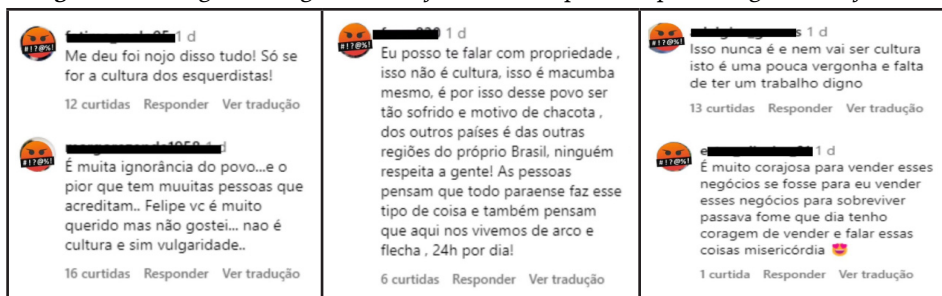 1 d
Me deu foi nojo disso tudo! Só se
for a cultura dos esquerdistas!
12 curtidas Responder Ver tradução
#!?@%!
É muita ignorância do povo...e o
pior que tem muuitas pessoas que
acreditam.. Felipe vc é muito
querido mas não gostei... nao é
cultura e sim vulgaridade..
16 curtidas Responder Ver tradução
#!?@%!
1 d
Eu posso te falar com propriedade ,
isso não é cultura, isso é macumba
mesmo, é por isso desse povo ser
tão sofrido e motivo de chacota ,
dos outros países é das outras
regiões do próprio Brasil, ninguém
respeita a gente! As pessoas
pensam que todo paraense faz esse
tipo de coisa e também pensam
que aqui nos vivemos de arco e
flecha , 24h por dia!
6 curtidas Responder Ver tradução
#!?@%!
1 d
Isso nunca é e nem vai ser cultura
isto é uma pouca vergonha e falta
de ter um trabalho digno
13 curtidas Responder Ver tradução
#!?@%!
1 d
É muito corajosa para vender esses
negócios se fosse para eu vender
esses negócios para sobreviver
passava fome que dia tenho
coragem de vender e falar essas
coisas misericórdia
1 curtida Responder Ver tradução